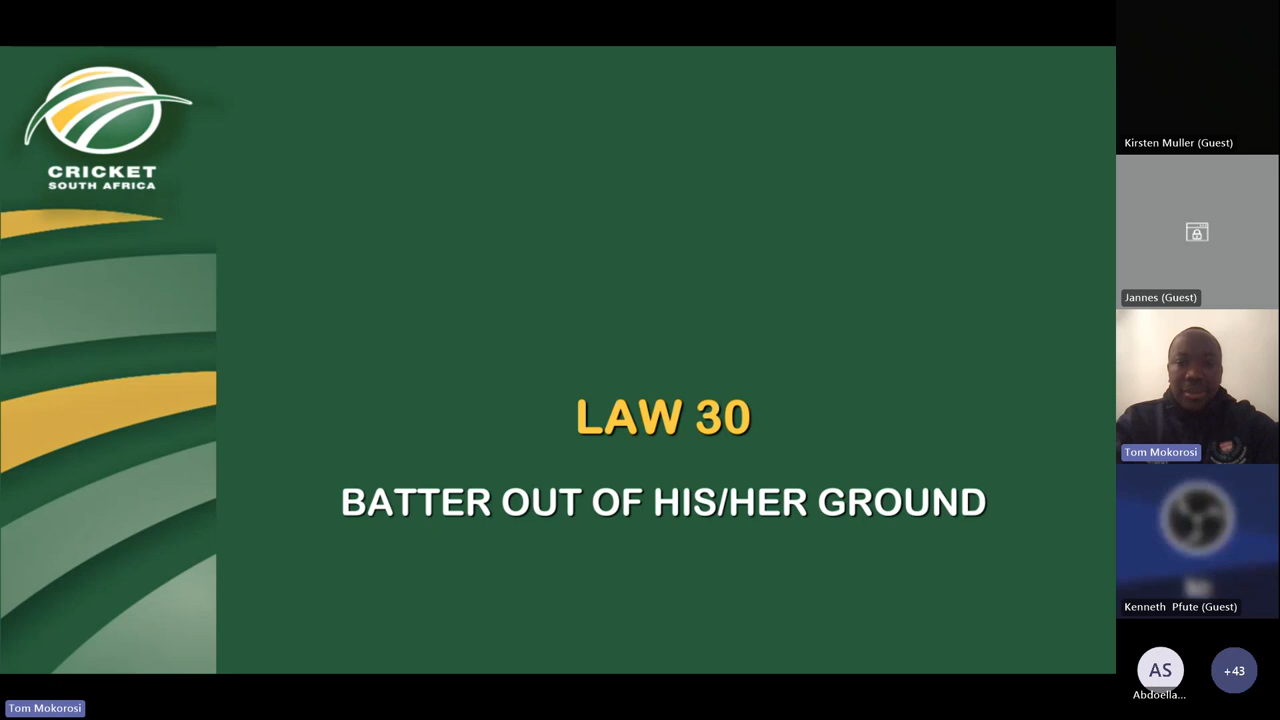 CRICKET
SOUTH AFRICA
LAW 30
BATTER OUT OF HIS/HER GROUND
Kirsten Muller (Guest)
Jannes (Guest)
Tom Mokorosi
Kenneth Pfute (Guest)
AS
+43
Abdoella...
Tom Mokorosi